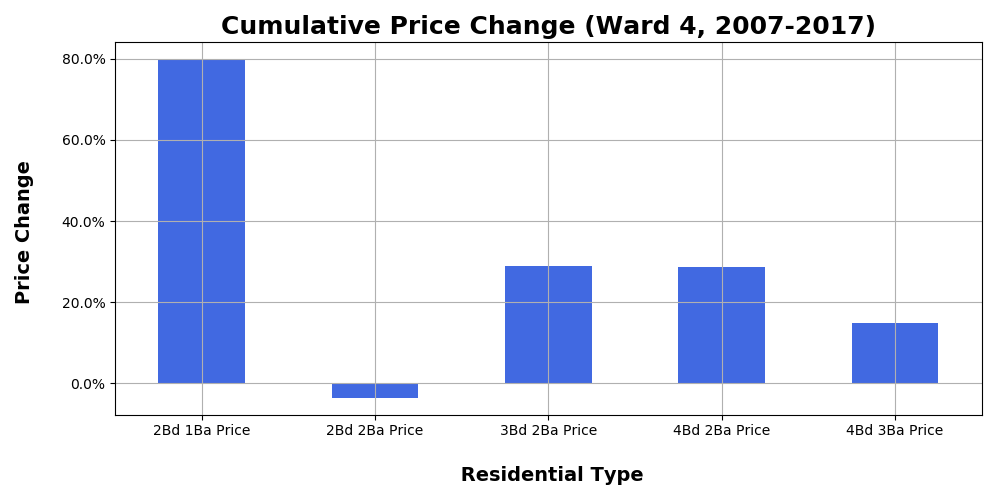 Cumulative Price Change (Ward 4, 2007-2017)
Price Change
80.0%
60.0%
40.0%
20.0%
0.0%
2Bd 1Ba Price 2Bd 2Ba Price 3Bd 2Ba Price 4Bd 2Ba Price 4Bd 3Ba Price
Residential Type